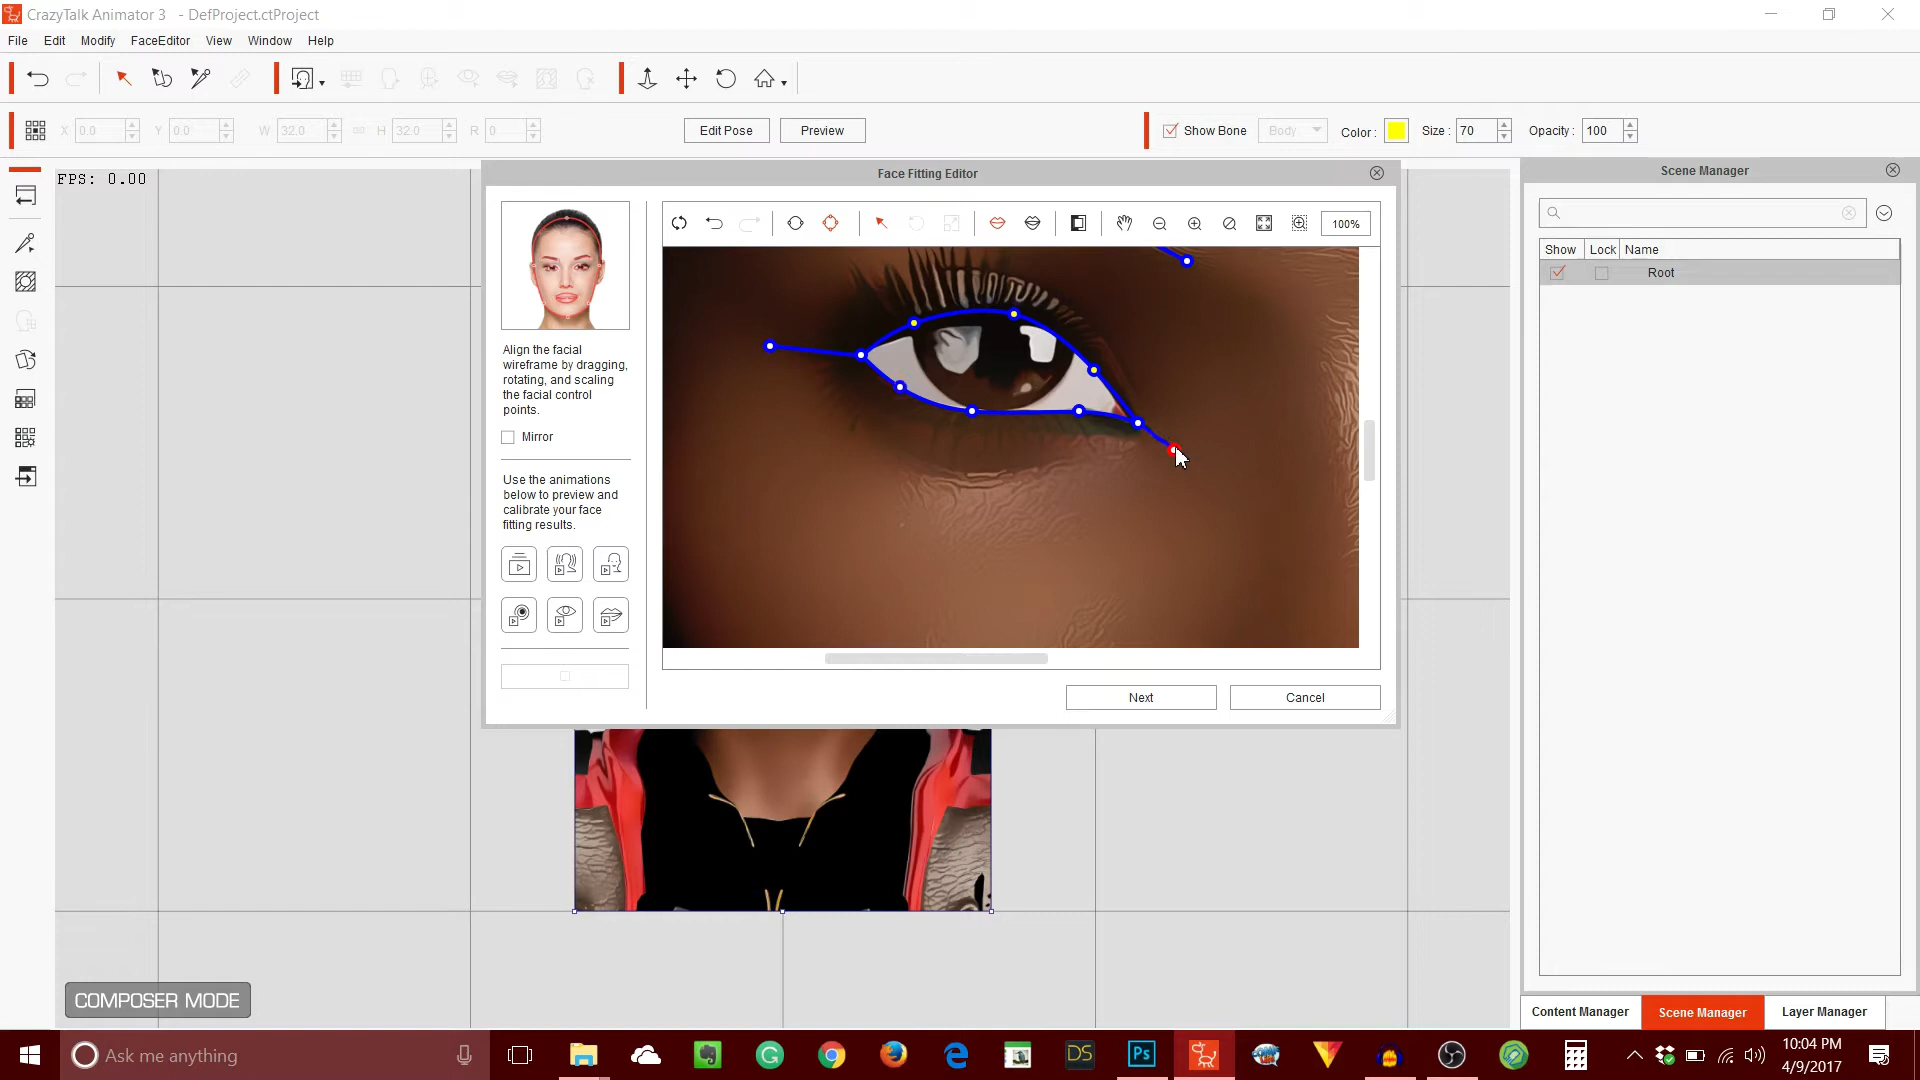 CrazyTalk Animator 3 - DefProject.ctProject
File Edit Modify FaceEditor View Window Help
X 0.0 Y 0.0 W 32.0 H 32.0 R 0 Edit Pose Preview Show Bone Body Color : Size : 70 Opacity : 100
FPS: 0.00
Face Fitting Editor
Scene Manager
100%
Show Lock Name
Root
Align the facial
wireframe by dragging,
rotating, and scaling
the facial control
points.
Mirror
Use the animations
below to preview and
calibrate your face
fitting results.
Next Cancel
COMPOSER MODE
Content Manager Scene Manager Layer Manager
Ask me anything
DS
Ps
10:04 PM
4/9/2017